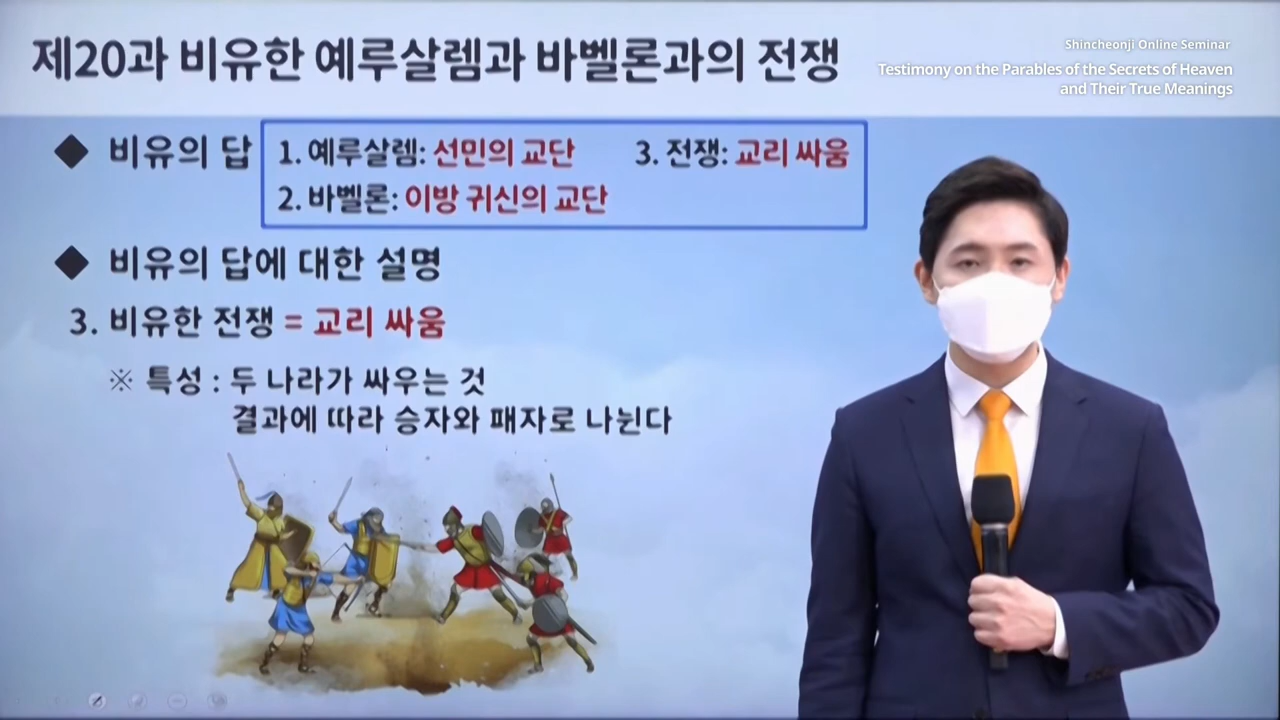 제20과 비유한 예루살렘과 바벨론과의 전쟁
Shincheonji Online Seminar
Testimony on the Parables of the Secrets of Heaven
and Their True Meanings
◆ 비유의 답
1. 예루살렘: 선민의 교단 3. 전쟁: 교리 싸움
2. 바벨론: 이방 귀신의 교단
◆ 비유의 답에 대한 설명
3. 비유한 전쟁 = 교리 싸움
※ 특성 : 두 나라가 싸우는 것
결과에 따라 승자와 패자로 나뉜다